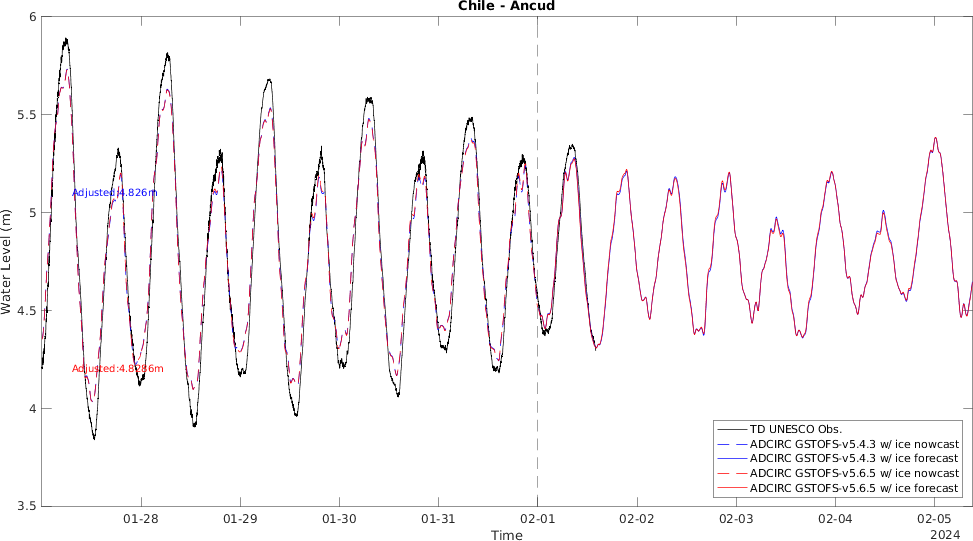 Chile - Ancud
6
5.5
5
4.5
4
3.5
Water Level (m)
Adjusted:4.826m
Adjusted:4.8286m
TD UNESCO Obs.
ADCIRC GSTOFS-v5.4.3 w/ ice nowcast
ADCIRC GSTOFS-v5.4.3 w/ ice forecast
ADCIRC GSTOFS-v5.6.5 w/ ice nowcast
ADCIRC GSTOFS-v5.6.5 w/ ice forecast
01-28 01-29 01-30 01-31 02-01 02-02 02-03 02-04 02-05
Time
2024